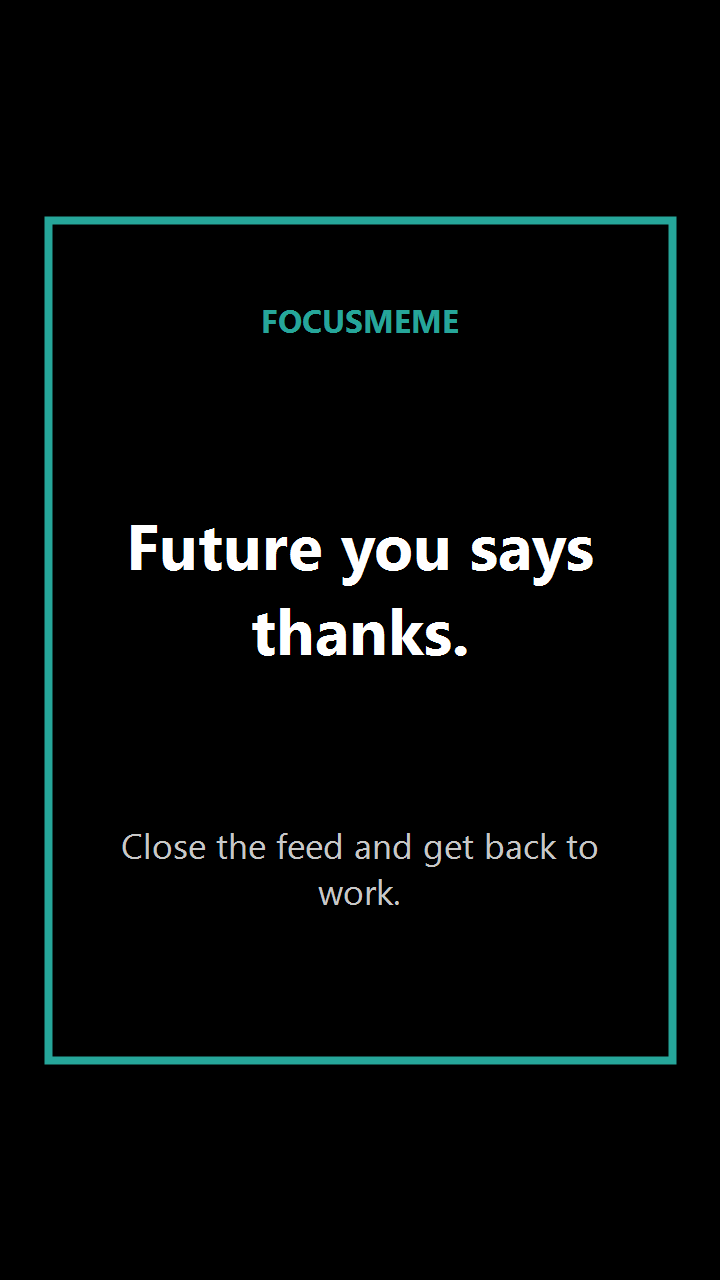 FOCUSMEME
Future you says
thanks.
Close the feed and get back to
work.